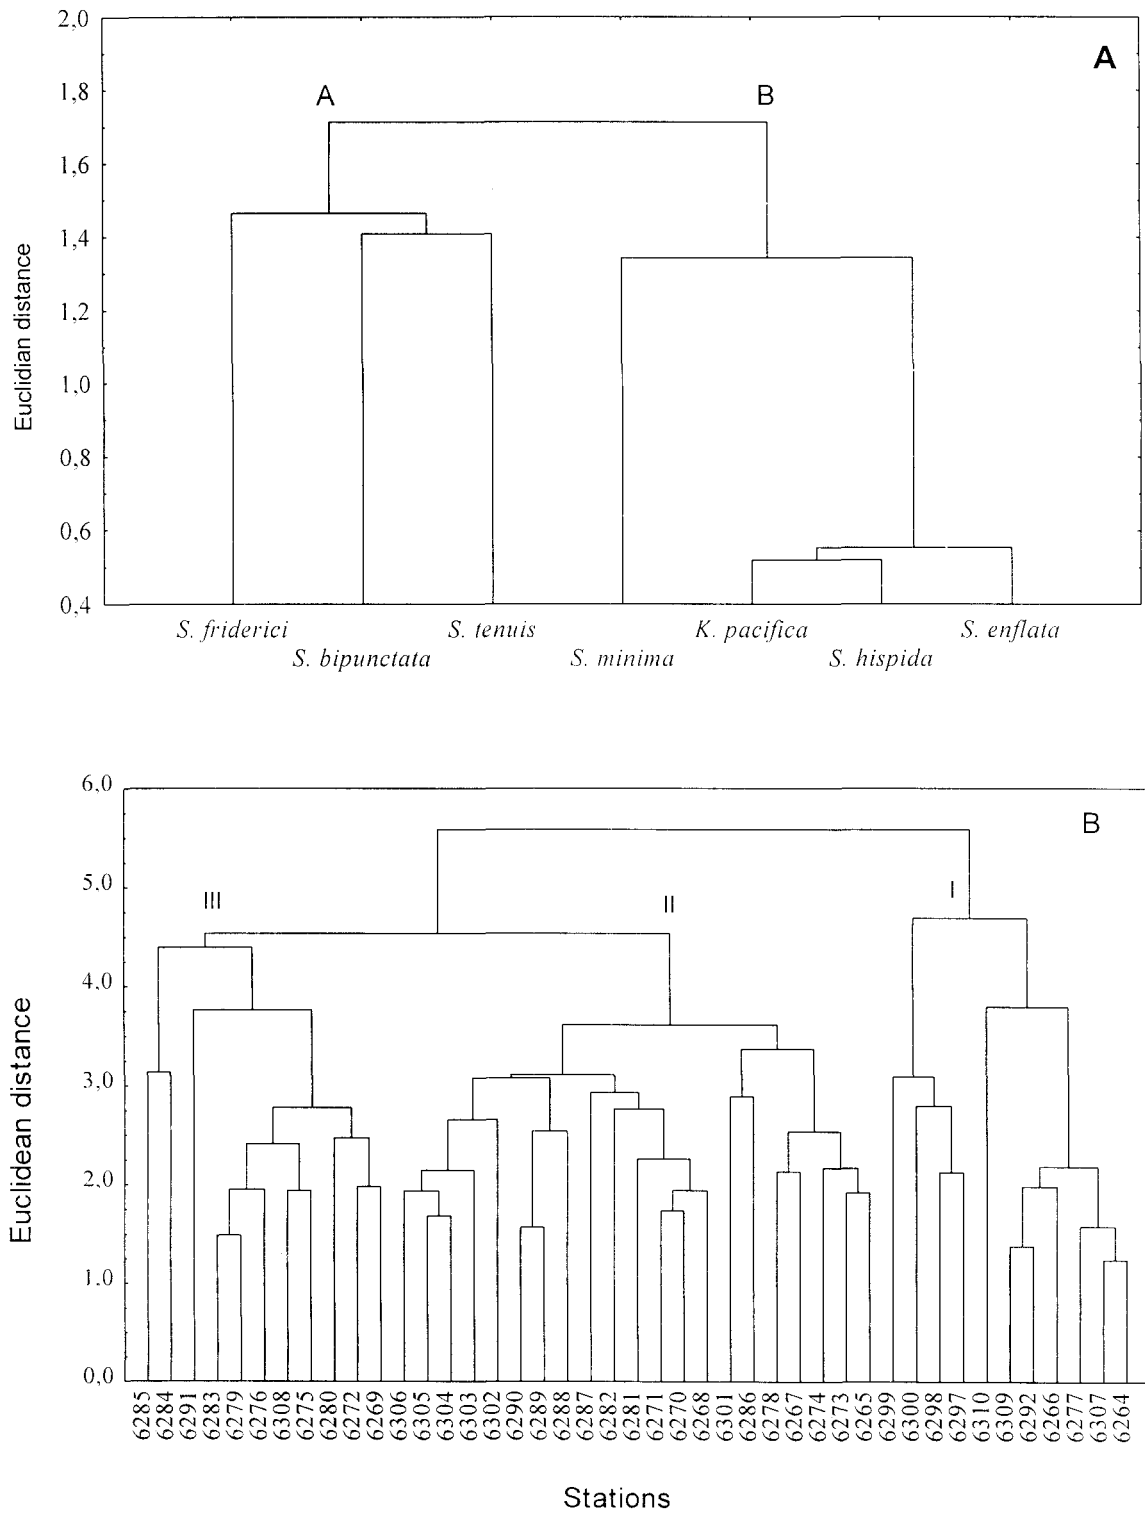 2,0
A
1,8
A B
1,6
1,4
1,2
1,0
0,8
0,6
0,4
Euclidian distance
S. friderici S. tenuis K. pacifica S. enflata
S. bipunctata S. minima S. hispida
6,0
B
5,0
III II I
4,0
3,0
2,0
1,0
0,0
Euclidean distance
6285 6284 6291 6283 6279 6276 6308 6275 6280 6272 6269 6306 6305 6304 6303 6302 6290 6289 6288 6287 6282 6281 6271 6270 6268 6301 6286 6278 6267 6274 6273 6265 6299 6300 6298 6297 6310 6309 6292 6266 6277 6307 6264
Stations